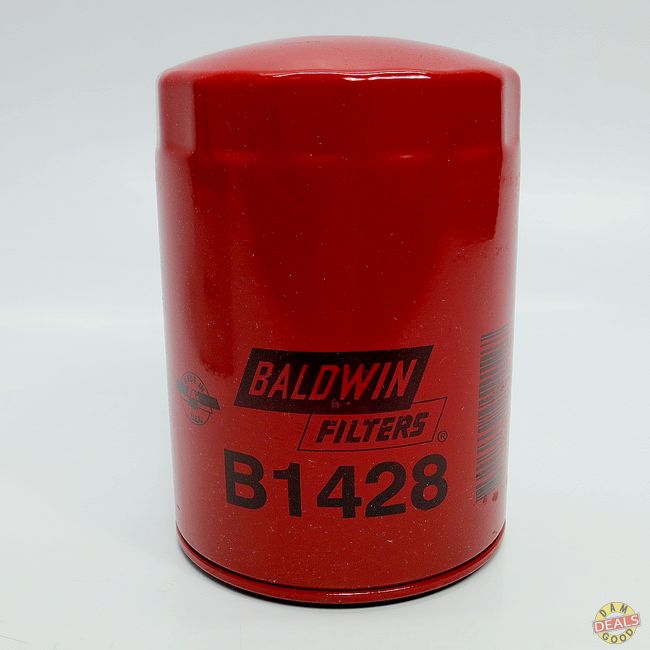 BALDWIN
FILTERS®
B1428
DAM
DEALS
GOOD